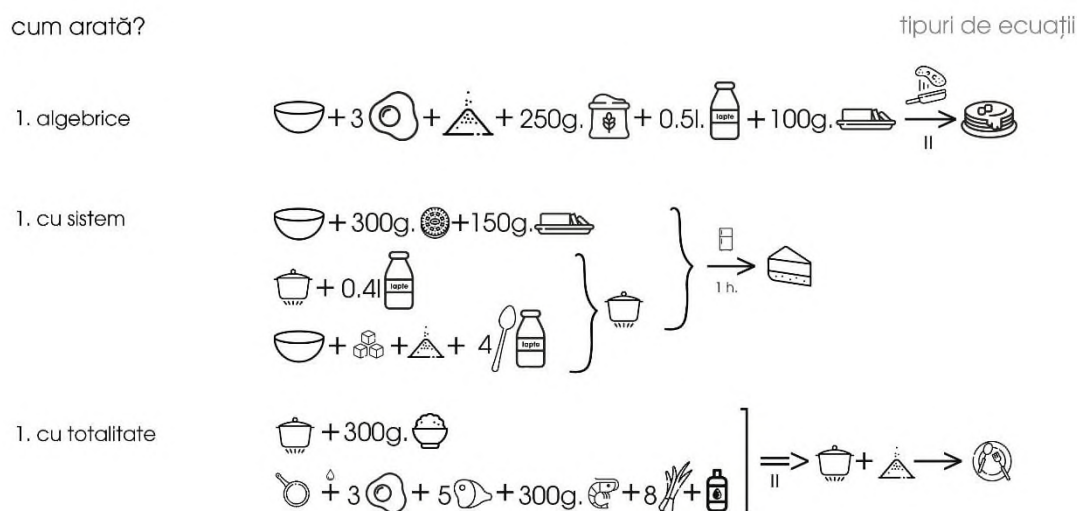 cum arată?
tipuri de ecuații
1. algebrice
+ 3 + + 250g. + 0.5l. lapte + 100g.
II
1. cu sistem
+ 300g. + 150g.
+ 0.4l lapte
1 h.
+ + + 4 lapte
1. cu totalitate
+ 300g.
II + +
+ 3 + 5 + 300g. + 8 +